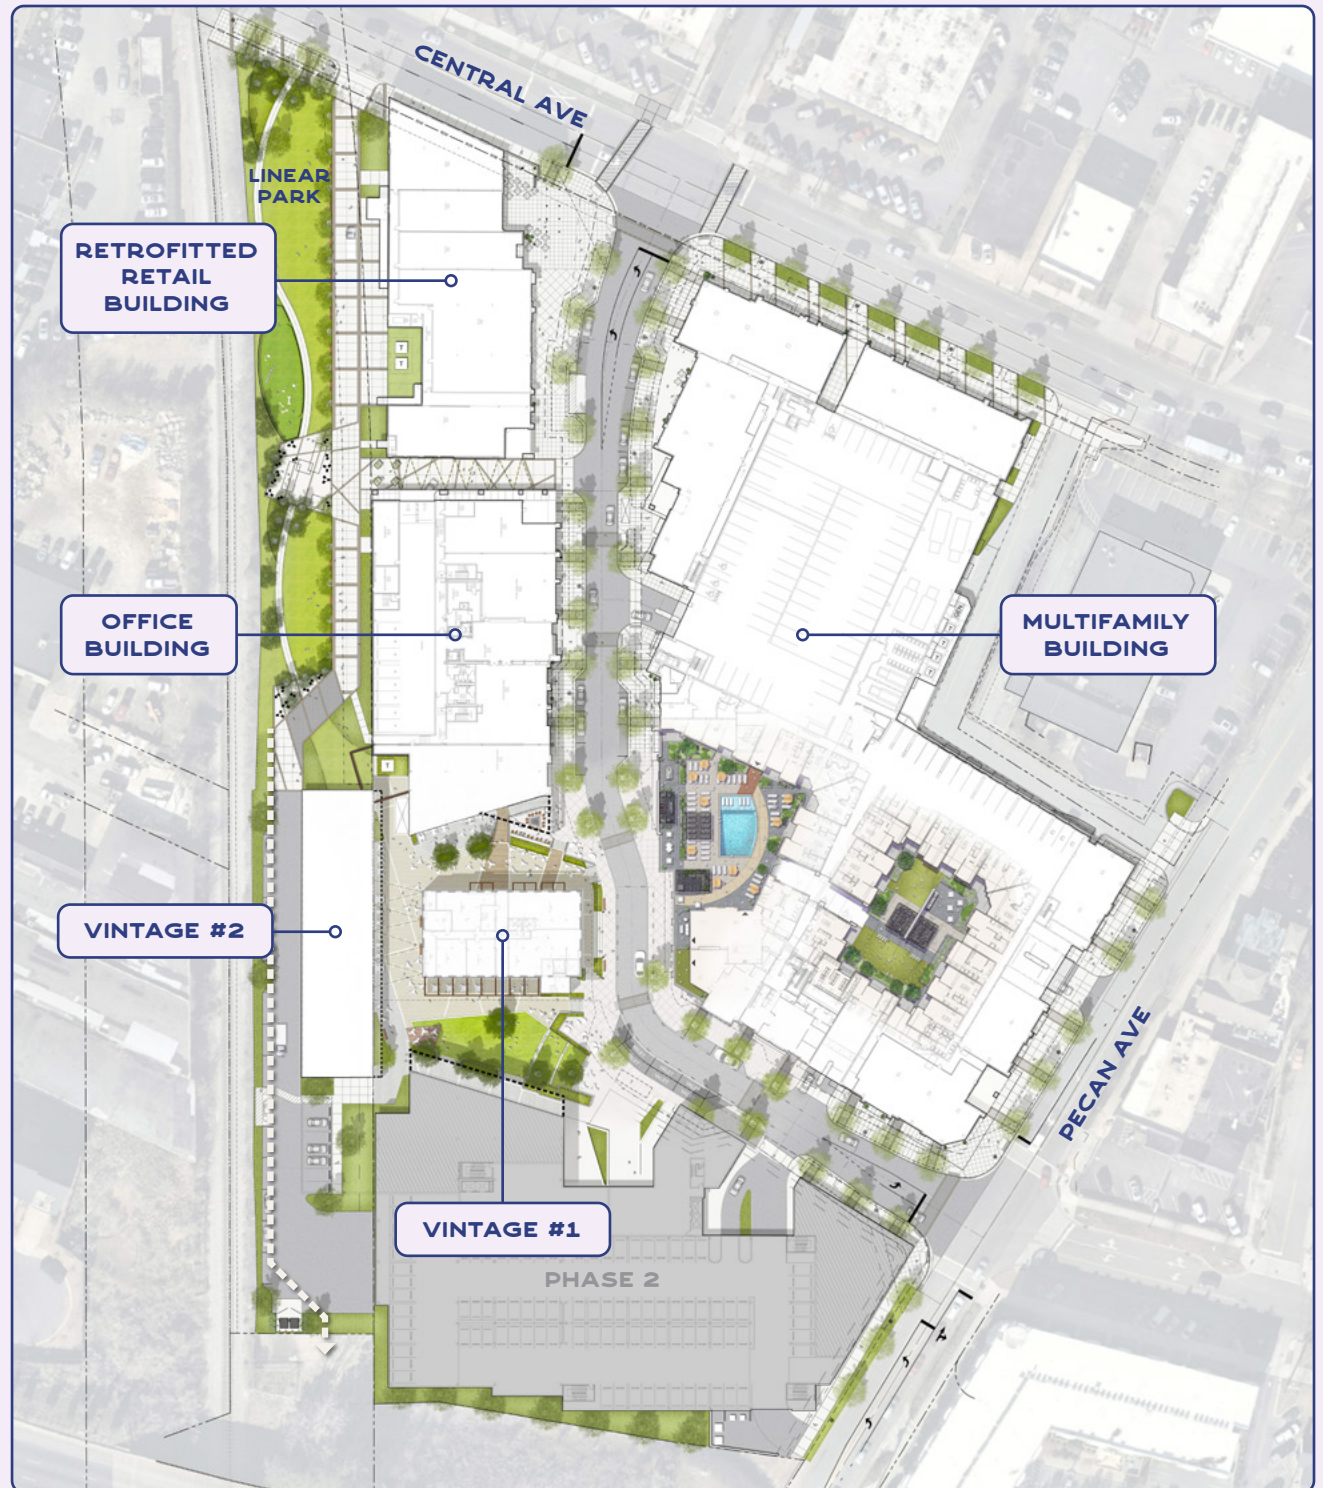 CENTRAL AVE
LINEAR
PARK
RETROFITTED
RETAIL
BUILDING
OFFICE
BUILDING
MULTIFAMILY
BUILDING
VINTAGE #2
PECAN AVE
VINTAGE #1
PHASE 2
T
T
T